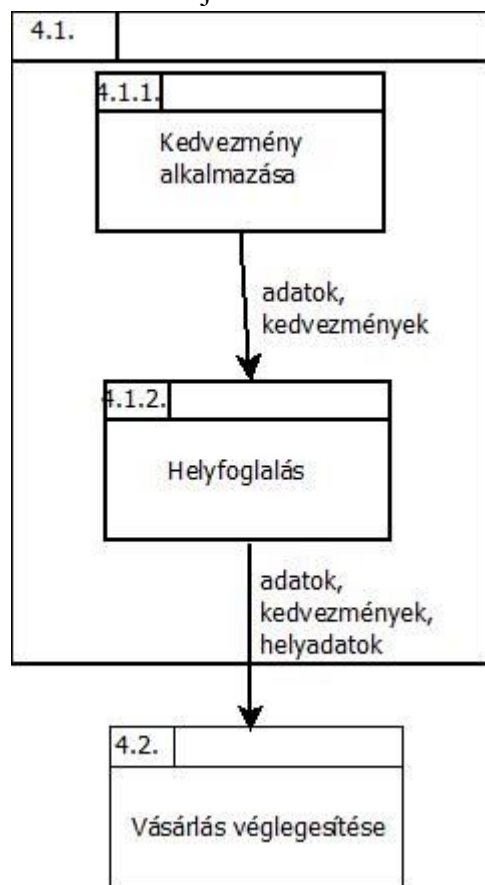 4.1.
4.1.1.
Kedvezmény
alkalmazása
adatok,
kedvezmények
4.1.2.
Helyfoglalás
adatok,
kedvezmények,
helyadatok
4.2.
Vásárlás véglegesítése